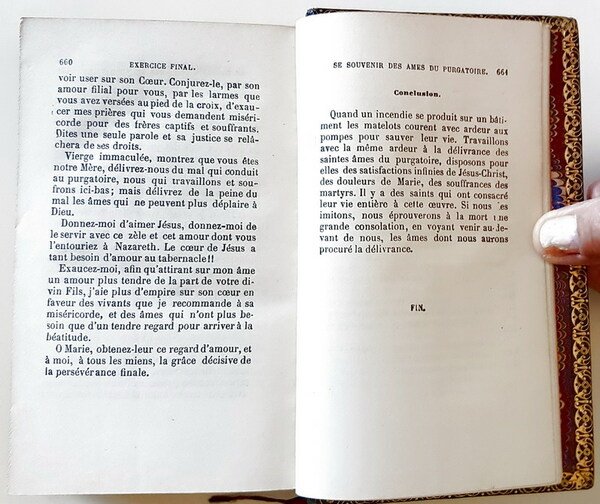 660 EXERCICE FINAL.
voir user sur son Cœur. Conjurez-le, par son
amour filial pour vous, par les larmes que
vous avez versées au pied de la croix, d'exau-
cer mes prières qui vous demandent miséri-
corde pour des frères captifs et souffrants.
Dites une seule parole et sa justice se relâ-
chera de ses droits.
Vierge immaculée, montrez que vous êtes
notre Mère, délivrez-nous du mal qui conduit
au purgatoire, nous qui travaillons et souf-
frons ici-bas; mais délivrez de la peine du
mal les âmes qui ne peuvent plus déplaire à
Dieu.
Donnez-moi d'aimer Jésus, donnez-moi de
le servir avec ce zèle et cet amour dont vous
l'entouriez à Nazareth. Le cœur de Jésus a
tant besoin d'amour au tabernacle!!
Exaucez-moi, afin qu'attirant sur mon âme
un amour plus tendre de la part de votre di-
vin Fils, j'aie plus d'empire sur son cœur en
faveur des vivants que je recommande à sa
miséricorde, et des âmes qui n'ont plus be-
soin que d'un tendre regard pour arriver à la
béatitude.
O Marie, obtenez-leur ce regard d'amour, et
à moi, à tous les miens, la grâce décisive de
la persévérance finale.
SE SOUVENIR DES AMES DU PURGATOIRE. 661
Conclusion.
Quand un incendie se produit sur un bâti-
ment les matelots courent avec ardeur aux
pompes pour sauver leur vie. Travaillons
avec la même ardeur à la délivrance des
saintes âmes du purgatoire, disposons pour
elles des satisfactions infinies de Jésus-Christ,
des douleurs de Marie, des souffrances des
martyrs. Il y a des saints qui ont consacré
leur vie entière à cette œuvre. Si nous les
imitons, nous éprouverons à la mort une
grande consolation, en voyant venir au-de-
vant de nous, les âmes dont nous aurons
procuré la délivrance.
FIN.